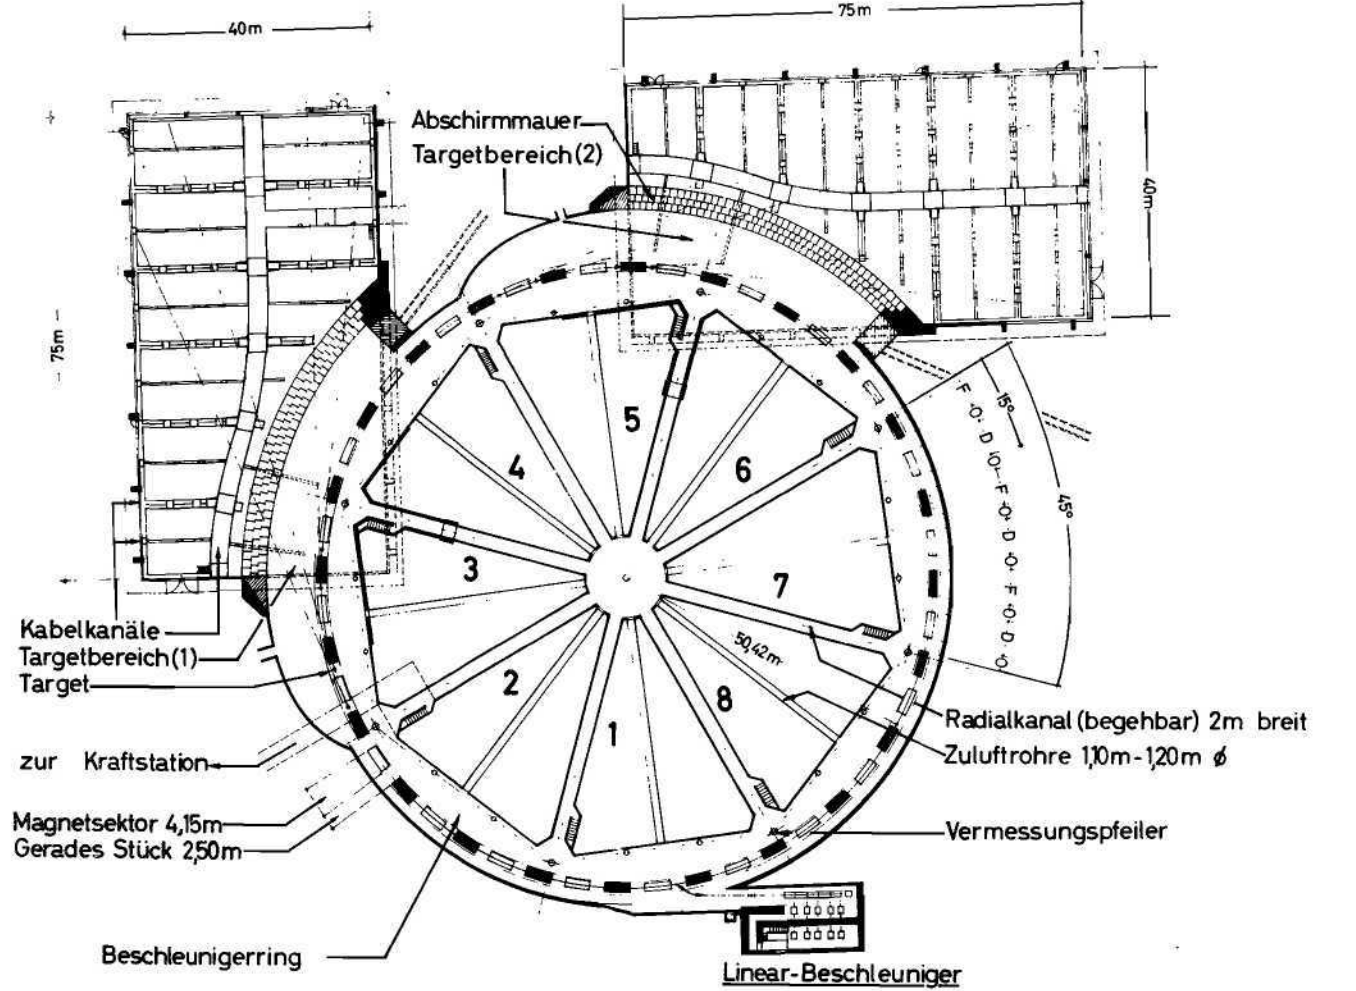 40m
75m
Abschirmmauer
Targetbereich(2)
40m
75m
15°
45°
F
O
D
O
F
O
D
O
F
O
D
O
5
4
6
3
7
2
8
1
50,42m
Kabelkanäle
Targetbereich(1)
Target
zur Kraftstation
Magnetsektor 4,15m
Gerades Stück 2,50m
Radialkanal (begehbar) 2m breit
Zuluftrohre 1,10m-1,20m ϕ
Vermessungspfeiler
Beschleunigerring
Linear-Beschleuniger